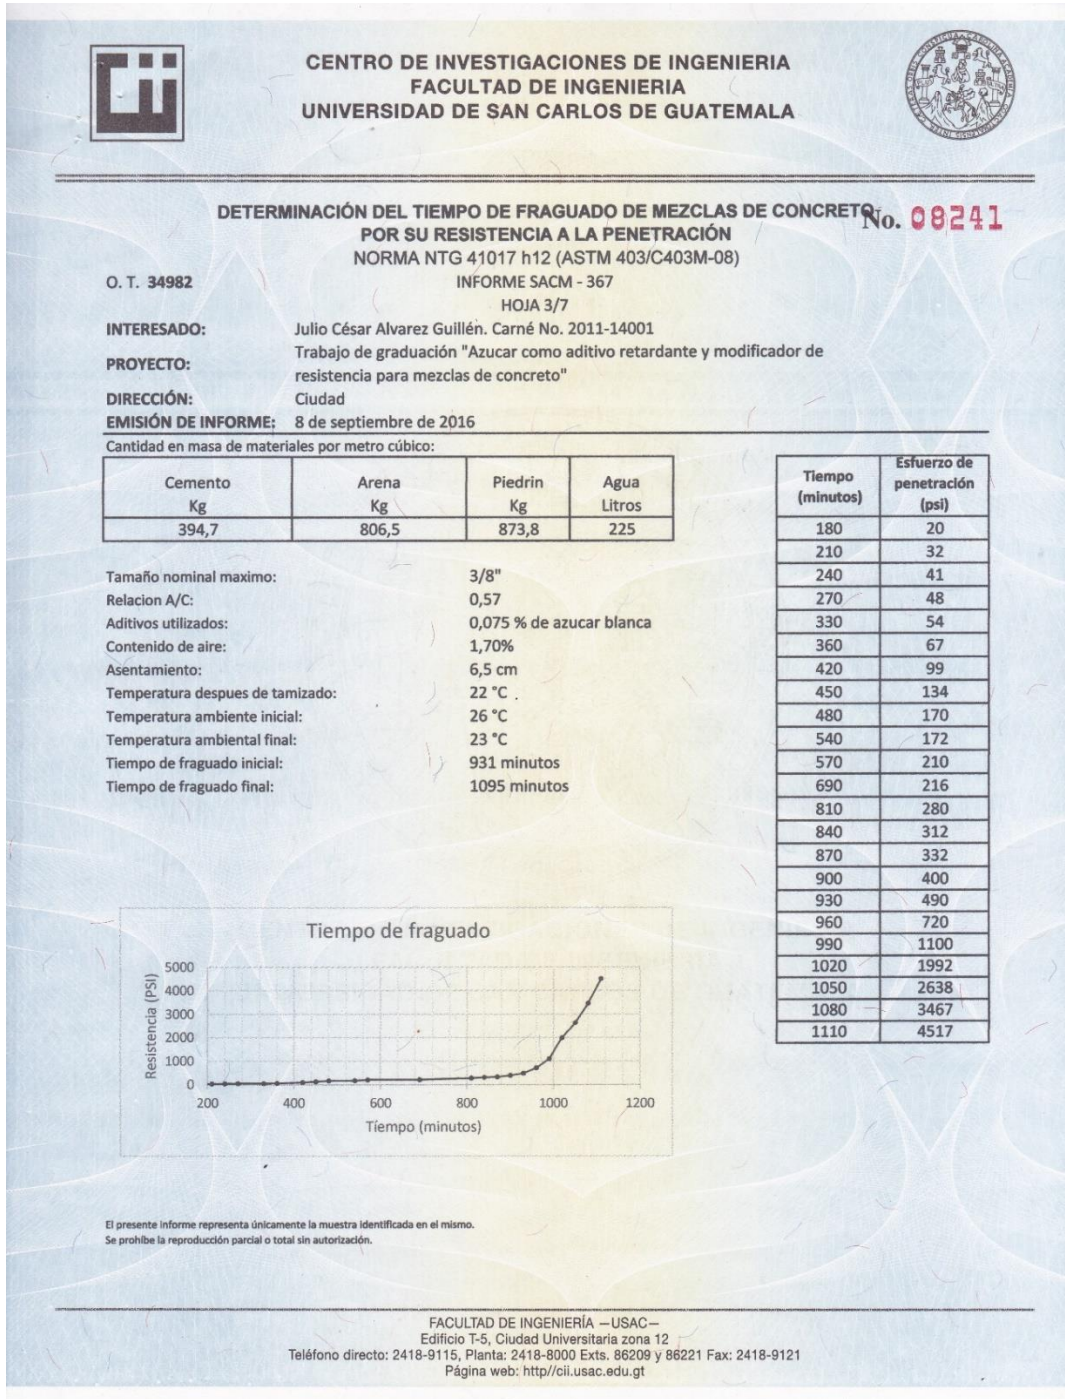 CENTRO DE INVESTIGACIONES DE INGENIERIA
FACULTAD DE INGENIERIA
UNIVERSIDAD DE SAN CARLOS DE GUATEMALA
DETERMINACIÓN DEL TIEMPO DE FRAGUADO DE MEZCLAS DE CONCRETO
No. 08241
POR SU RESISTENCIA A LA PENETRACIÓN
NORMA NTG 41017 h12 (ASTM 403/C403M-08)
O. T. 34982 INFORME SACM - 367
HOJA 3/7
INTERESADO: Julio César Alvarez Guillén. Carné No. 2011-14001
PROYECTO: Trabajo de graduación "Azucar como aditivo retardante y modificador de
resistencia para mezclas de concreto"
DIRECCIÓN: Ciudad
EMISIÓN DE INFORME: 8 de septiembre de 2016
Cantidad en masa de materiales por metro cúbico:
Cemento Arena Piedrin Agua
Kg Kg Kg Litros
394,7 806,5 873,8 225
Tamaño nominal maximo: 3/8"
Relacion A/C: 0,57
Aditivos utilizados: 0,075 % de azucar blanca
Contenido de aire: 1,70%
Asentamiento: 6,5 cm
Temperatura despues de tamizado: 22 °C
Temperatura ambiente inicial: 26 °C
Temperatura ambiental final: 23 °C
Tiempo de fraguado inicial: 931 minutos
Tiempo de fraguado final: 1095 minutos
Tiempo Esfuerzo de
(minutos) penetración
(psi)
180 20
210 32
240 41
270 48
330 54
360 67
420 99
450 134
480 170
540 172
570 210
690 216
810 280
840 312
870 332
900 400
930 490
960 720
990 1100
1020 1992
1050 2638
1080 3467
1110 4517
Tiempo de fraguado
Resistencia (PSI)
5000
4000
3000
2000
1000
0
200 400 600 800 1000 1200
Tiempo (minutos)
El presente informe representa únicamente la muestra identificada en el mismo.
Se prohíbe la reproducción parcial o total sin autorización.
FACULTAD DE INGENIERÍA —USAC—
Edificio T-5, Ciudad Universitaria zona 12
Teléfono directo: 2418-9115, Planta: 2418-8000 Exts. 86209 y 86221 Fax: 2418-9121
Página web: http//cii.usac.edu.gt